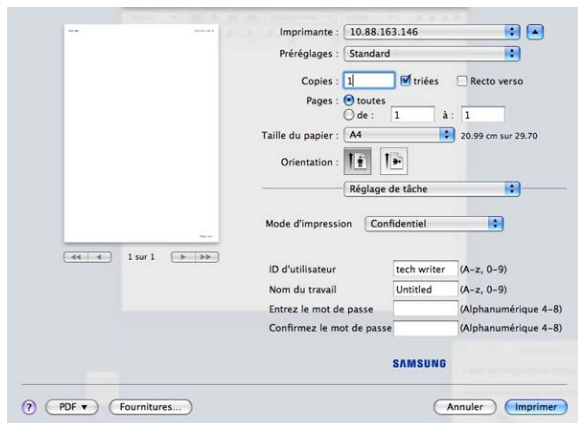 Imprimante : 10.88.163.146
Préréglages : Standard
Copies : 1 triées Recto verso
Pages : toutes
de : 1 à : 1
Taille du papier : A4 20.99 cm sur 29.70
Orientation :
Réglage de tâche
Mode d'impression Confidentiel
1 sur 1
ID d'utilisateur tech writer (A-z, 0-9)
Nom du travail Untitled (A-z, 0-9)
Entrez le mot de passe (Alphanumérique 4-8)
Confirmez le mot de passe (Alphanumérique 4-8)
SAMSUNG
? PDF ▼ Fournitures... Annuler Imprimer